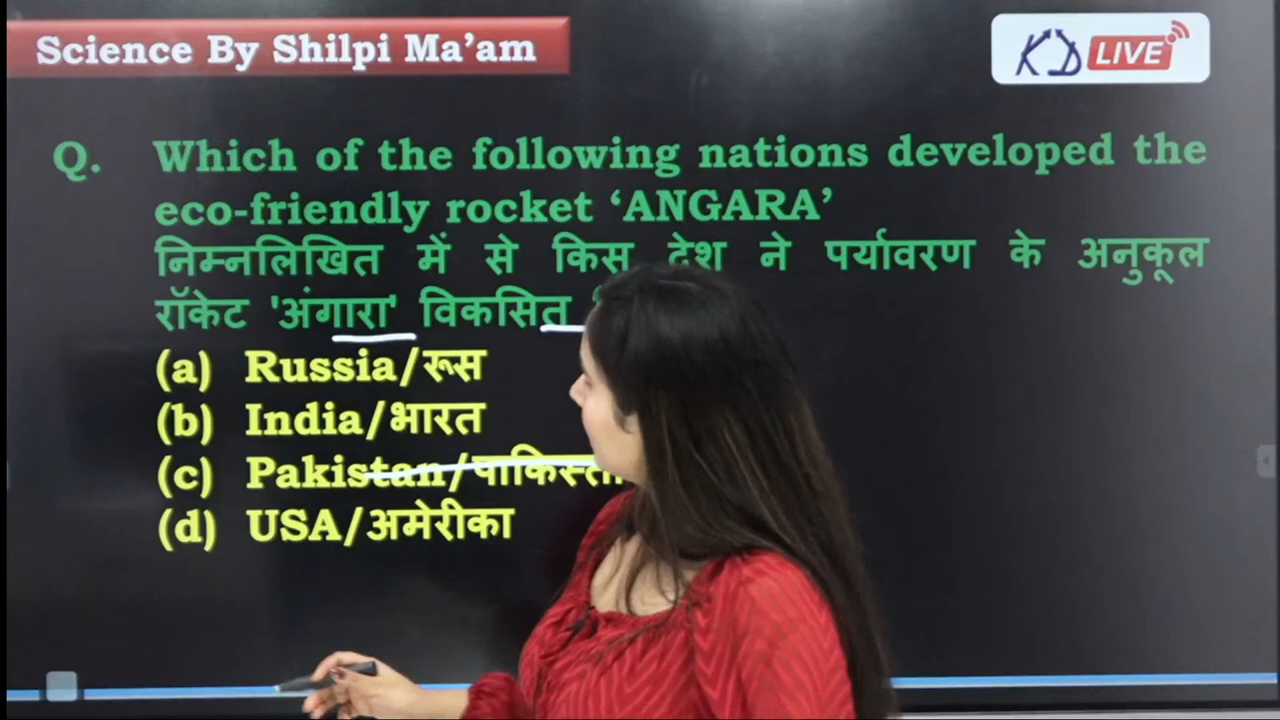 Science By Shilpi Ma’am
KD LIVE
Q. Which of the following nations developed the
eco-friendly rocket ‘ANGARA’
निम्नलिखित में से किस देश ने पर्यावरण के अनुकूल
रॉकेट 'अंगारा' विकसित
(a) Russia/रूस
(b) India/भारत
(c) Pakistan/
(d) USA/अमेरीका